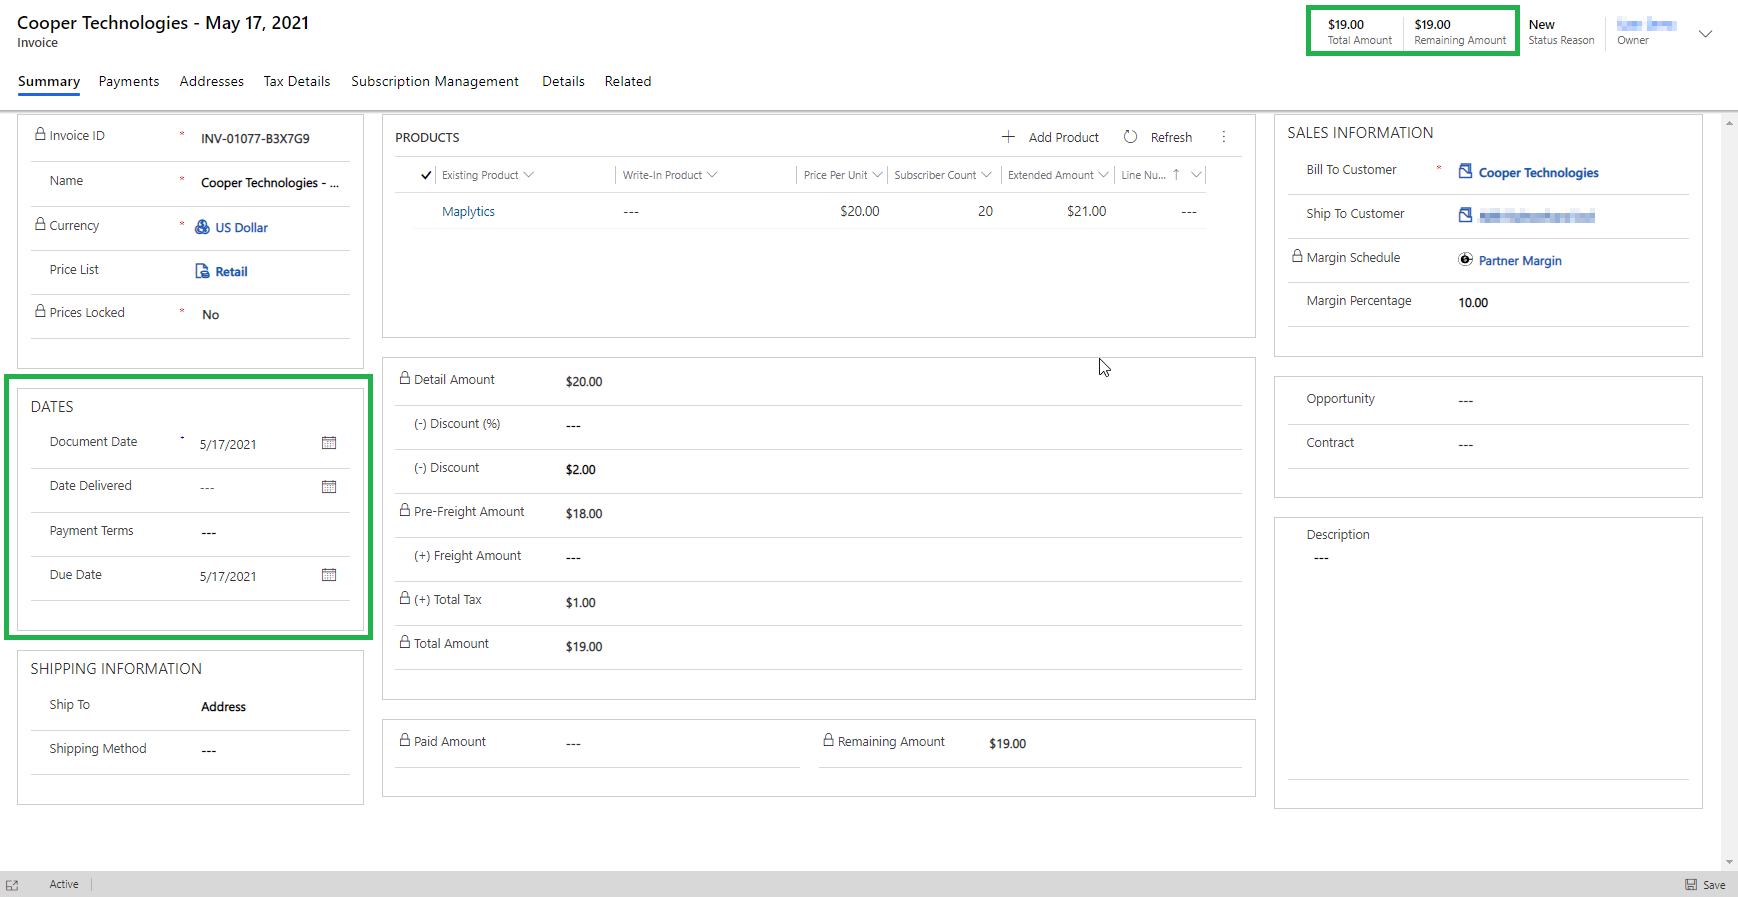 Cooper Technologies - May 17, 2021
Invoice
$19.00
Total Amount
$19.00
Remaining Amount
New
Status Reason
Owner
Summary Payments Addresses Tax Details Subscription Management Details Related
Invoice ID * INV-01077-B3X7G9
Name * Cooper Technologies - ...
Currency * US Dollar
Price List Retail
Prices Locked * No
DATES
Document Date 5/17/2021
Date Delivered ---
Payment Terms ---
Due Date 5/17/2021
SHIPPING INFORMATION
Ship To Address
Shipping Method ---
PRODUCTS Add Product Refresh
Existing Product Write-In Product Price Per Unit Subscriber Count Extended Amount Line Nu...
Maplytics --- $20.00 20 $21.00 ---
Detail Amount $20.00
(-) Discount (%) ---
(-) Discount $2.00
Pre-Freight Amount $18.00
(+) Freight Amount ---
(+) Total Tax $1.00
Total Amount $19.00
Paid Amount --- Remaining Amount $19.00
SALES INFORMATION
Bill To Customer * Cooper Technologies
Ship To Customer
Margin Schedule Partner Margin
Margin Percentage 10.00
Opportunity ---
Contract ---
Description
---
Active
Save